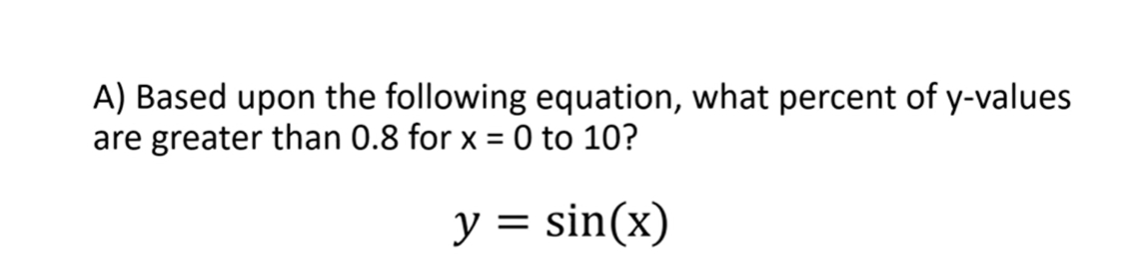 A) Based upon the following equation, what percent of y-values
are greater than 0.8 for x = 0 to 10?
y = sin(x)